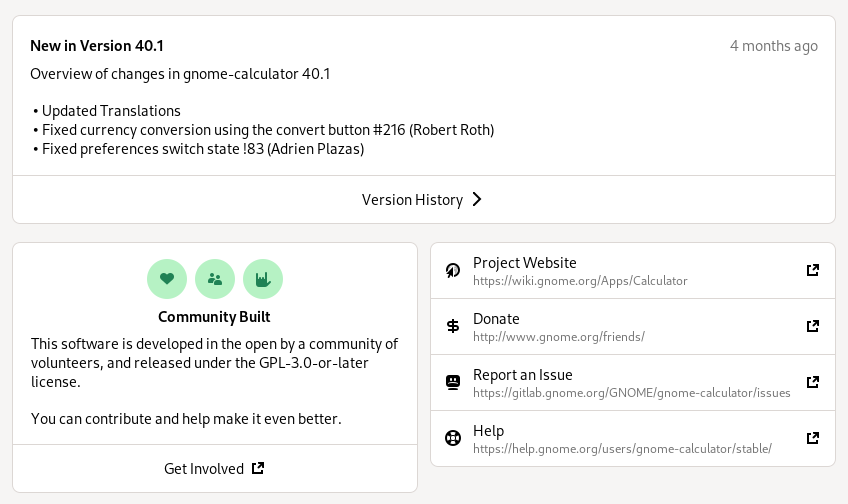 New in Version 40.1
4 months ago
Overview of changes in gnome-calculator 40.1
• Updated Translations
• Fixed currency conversion using the convert button #216 (Robert Roth)
• Fixed preferences switch state !83 (Adrien Plazas)
Version History
Community Built
This software is developed in the open by a community of
volunteers, and released under the GPL-3.0-or-later
license.
You can contribute and help make it even better.
Get Involved
Project Website
https://wiki.gnome.org/Apps/Calculator
Donate
http://www.gnome.org/friends/
Report an Issue
https://gitlab.gnome.org/GNOME/gnome-calculator/issues
Help
https://help.gnome.org/users/gnome-calculator/stable/